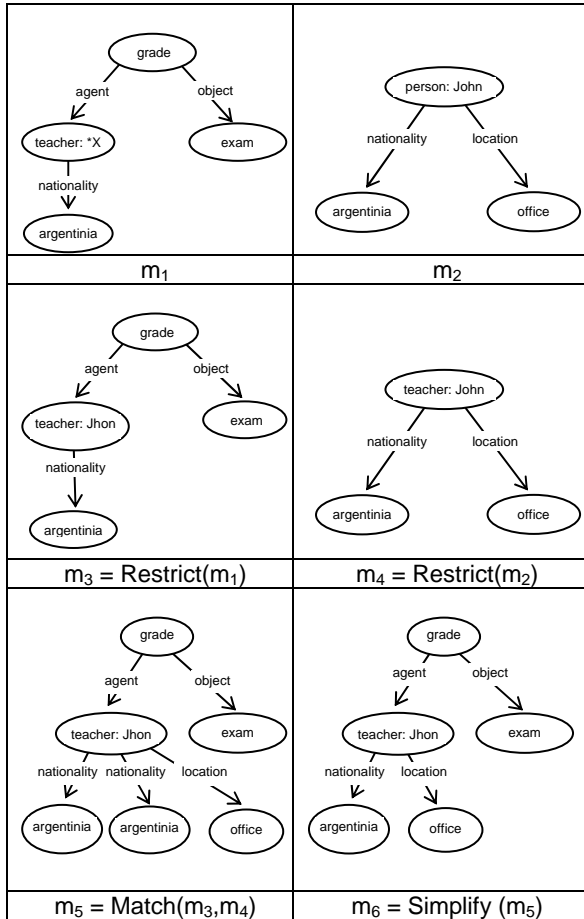 grade
agent object
teacher: *X exam
nationality
argentinia
m₁
person: John
nationality location
argentinia office
m₂
grade
agent object
teacher: Jhon exam
nationality
argentinia
m₃ = Restrict(m₁)
teacher: John
nationality location
argentinia office
m₄ = Restrict(m₂)
grade
agent object
teacher: Jhon exam
nationality nationality location
argentinia argentinia office
m₅ = Match(m₃,m₄)
grade
agent object
teacher: Jhon exam
nationality location
argentinia office
m₆ = Simplify (m₅)